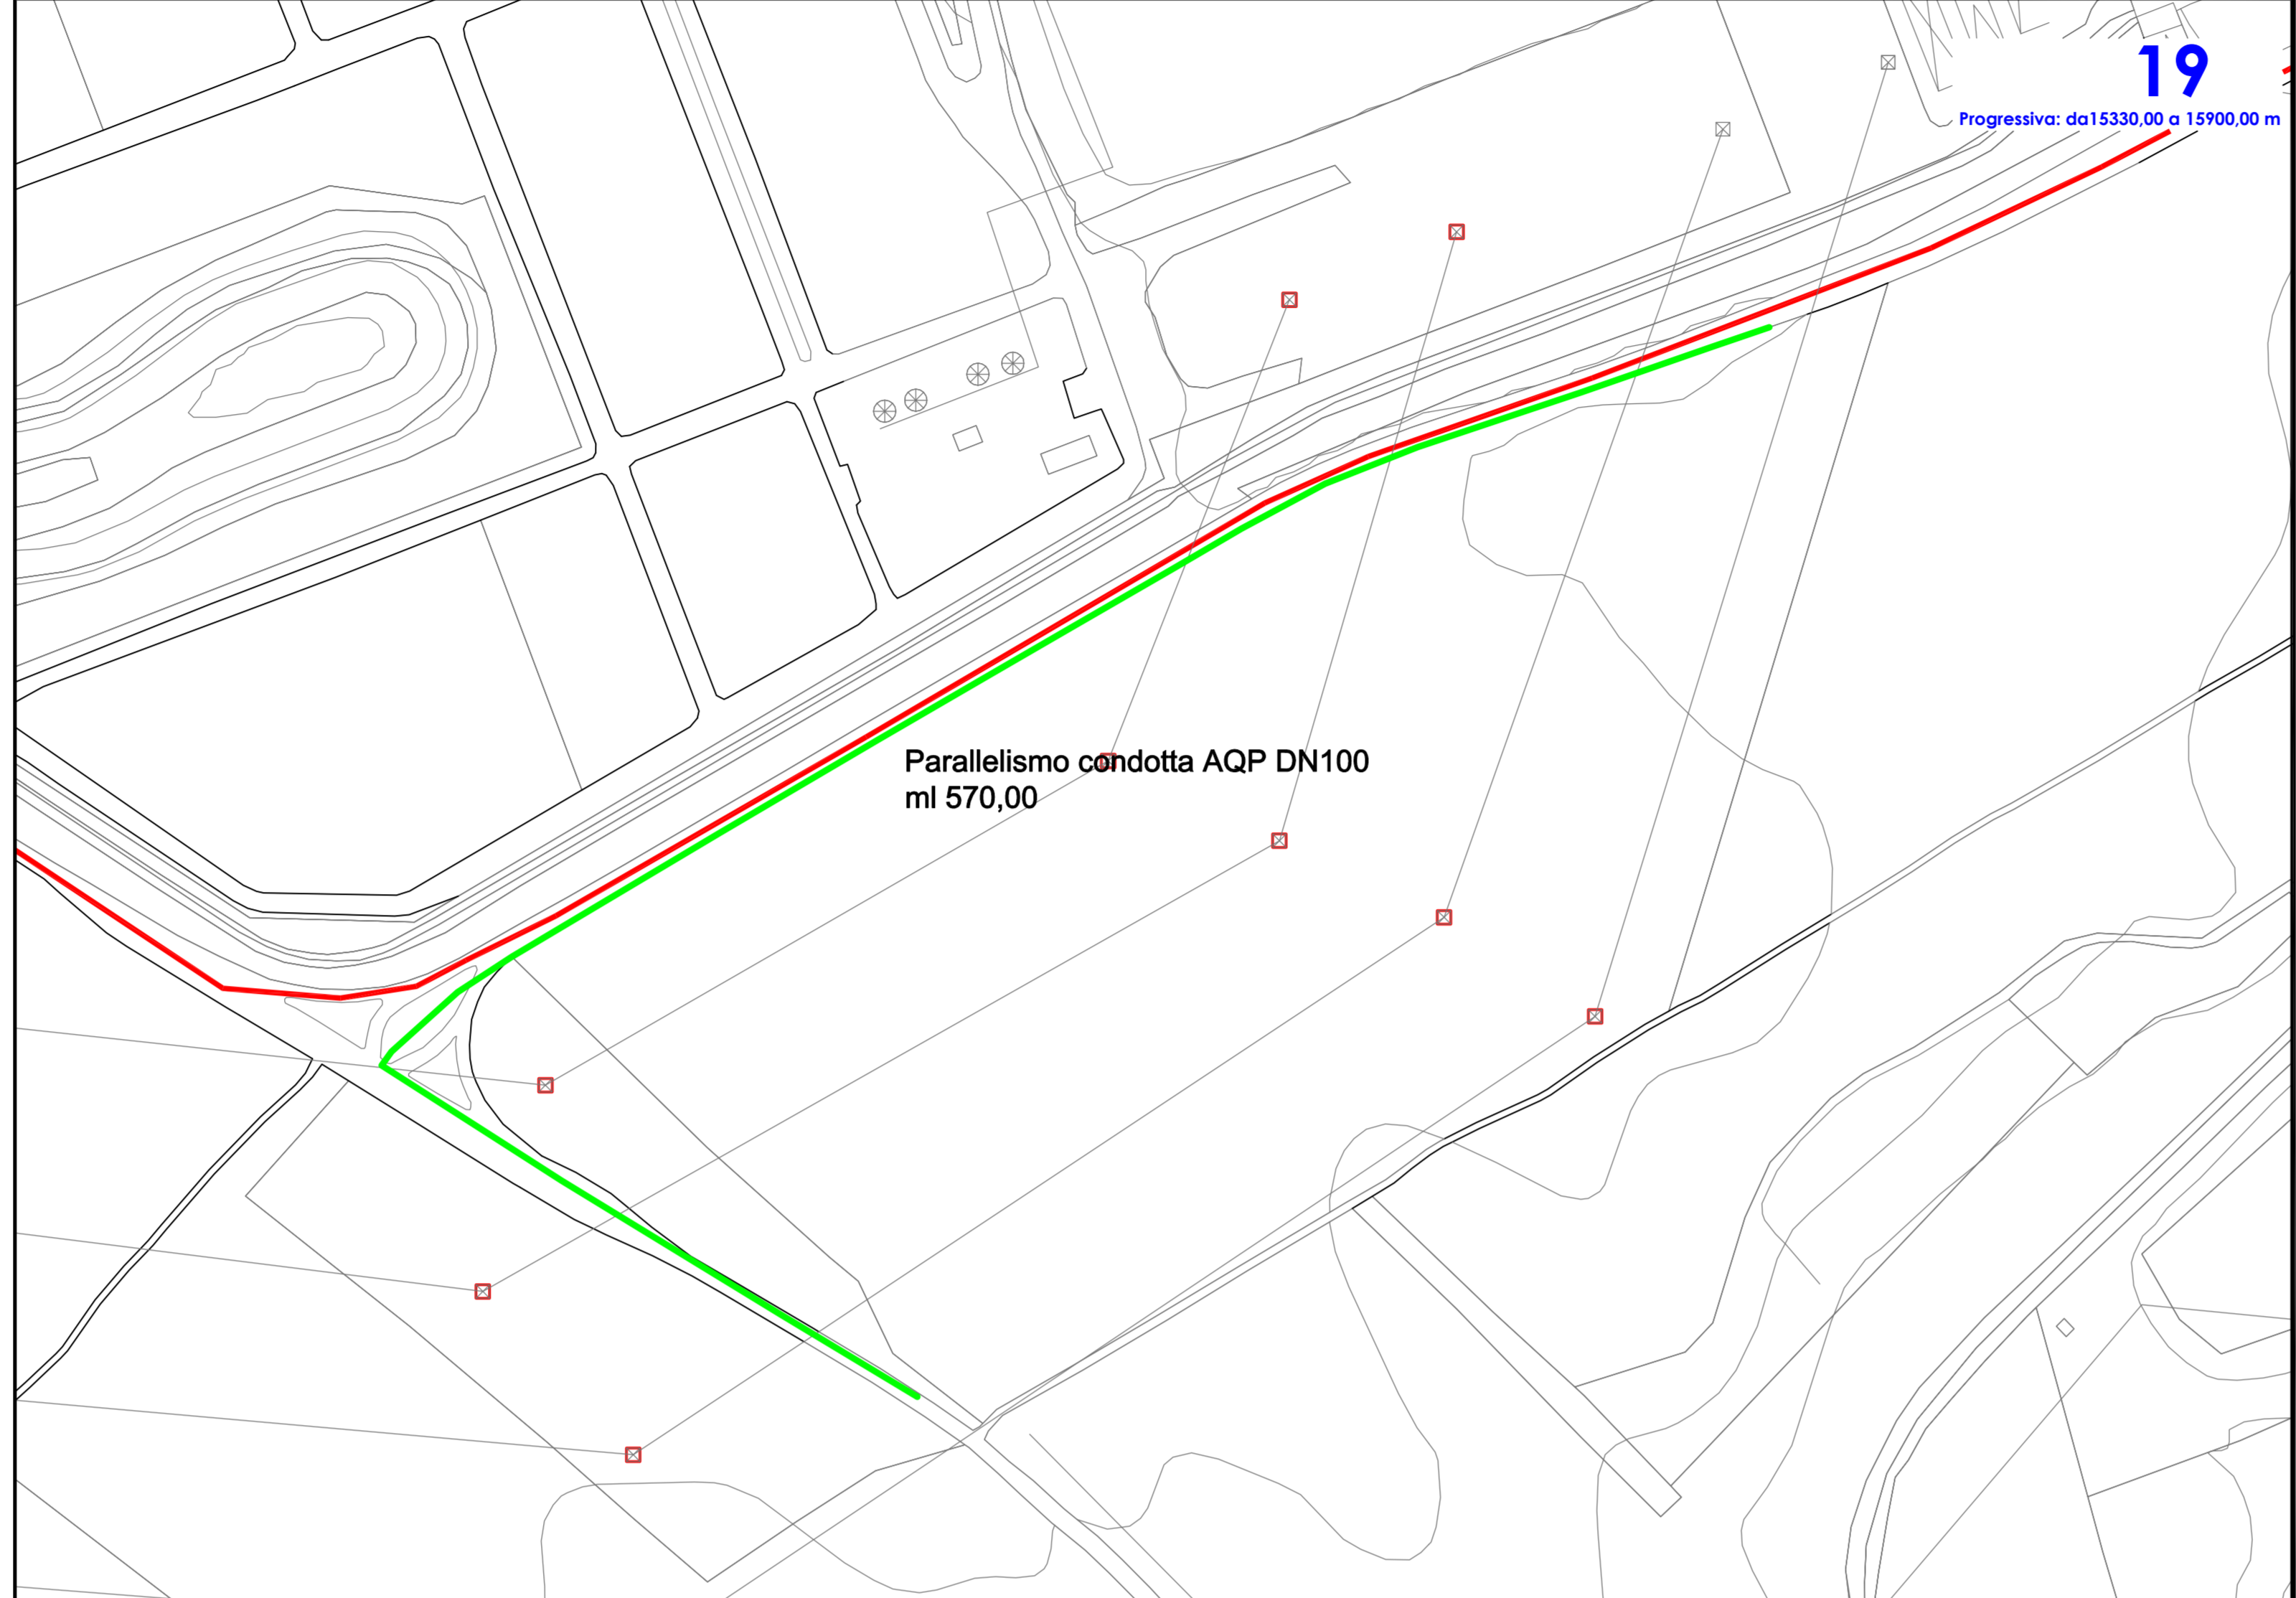 19
Progressiva: da15330,00 a 15900,00 m
Parallelismo condotta AQP DN100
ml 570,00